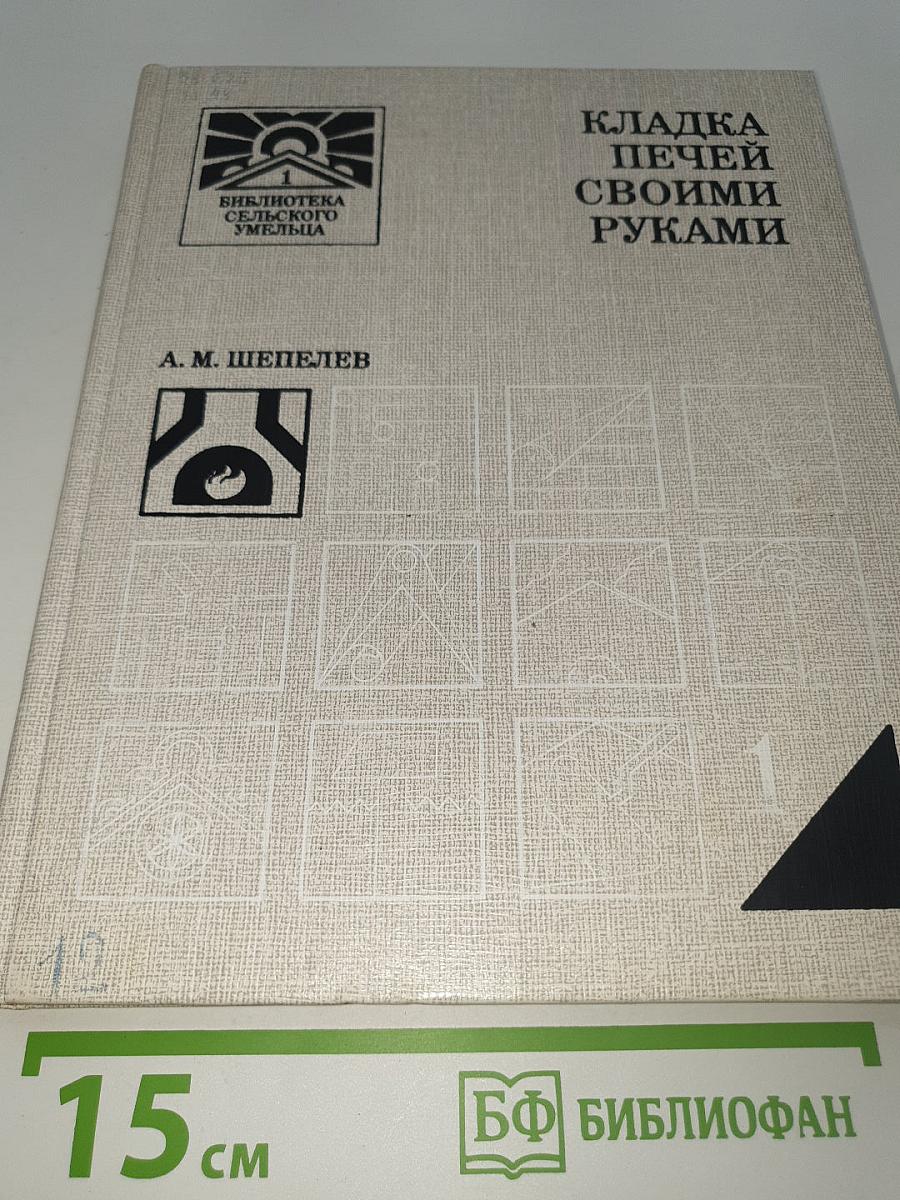 1
БИБЛИОТЕКА
СЕЛЬСКОГО
УМЕЛЬЦА
КЛАДКА
ПЕЧЕЙ
СВОИМИ
РУКАМИ
А. М. ШЕПЕЛЕВ
1
15 см
БФ БИБЛИОФАН